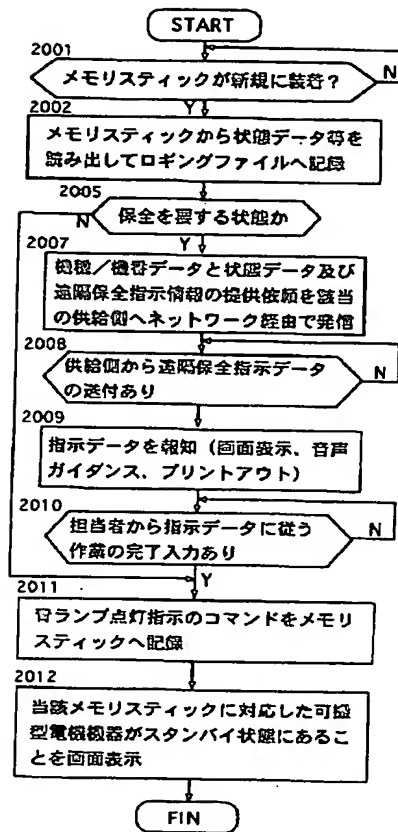 START
2001
メモリスティックが新規に装着?
N
Y
2002
メモリスティックから状態データ等を
読み出してロギングファイルへ記録
2005
N
保全を要する状態か
Y
2007
機種/機番データと状態データ及び
遠隔保全指示情報の提供依頼を該当
の供給側へネットワーク経由で発信
2008
供給側から遠隔保全指示データ
の送付あり
N
2009
指示データを報知(画面表示、音声
ガイダンス、プリントアウト)
2010
担当者から指示データに従う
作業の完了入力あり
N
Y
2011
青ランプ点灯指示のコマンドをメモリ
スティックへ記録
2012
当該メモリスティックに対応した可搬
型電機機器がスタンバイ状態にあるこ
とを画面表示
FIN